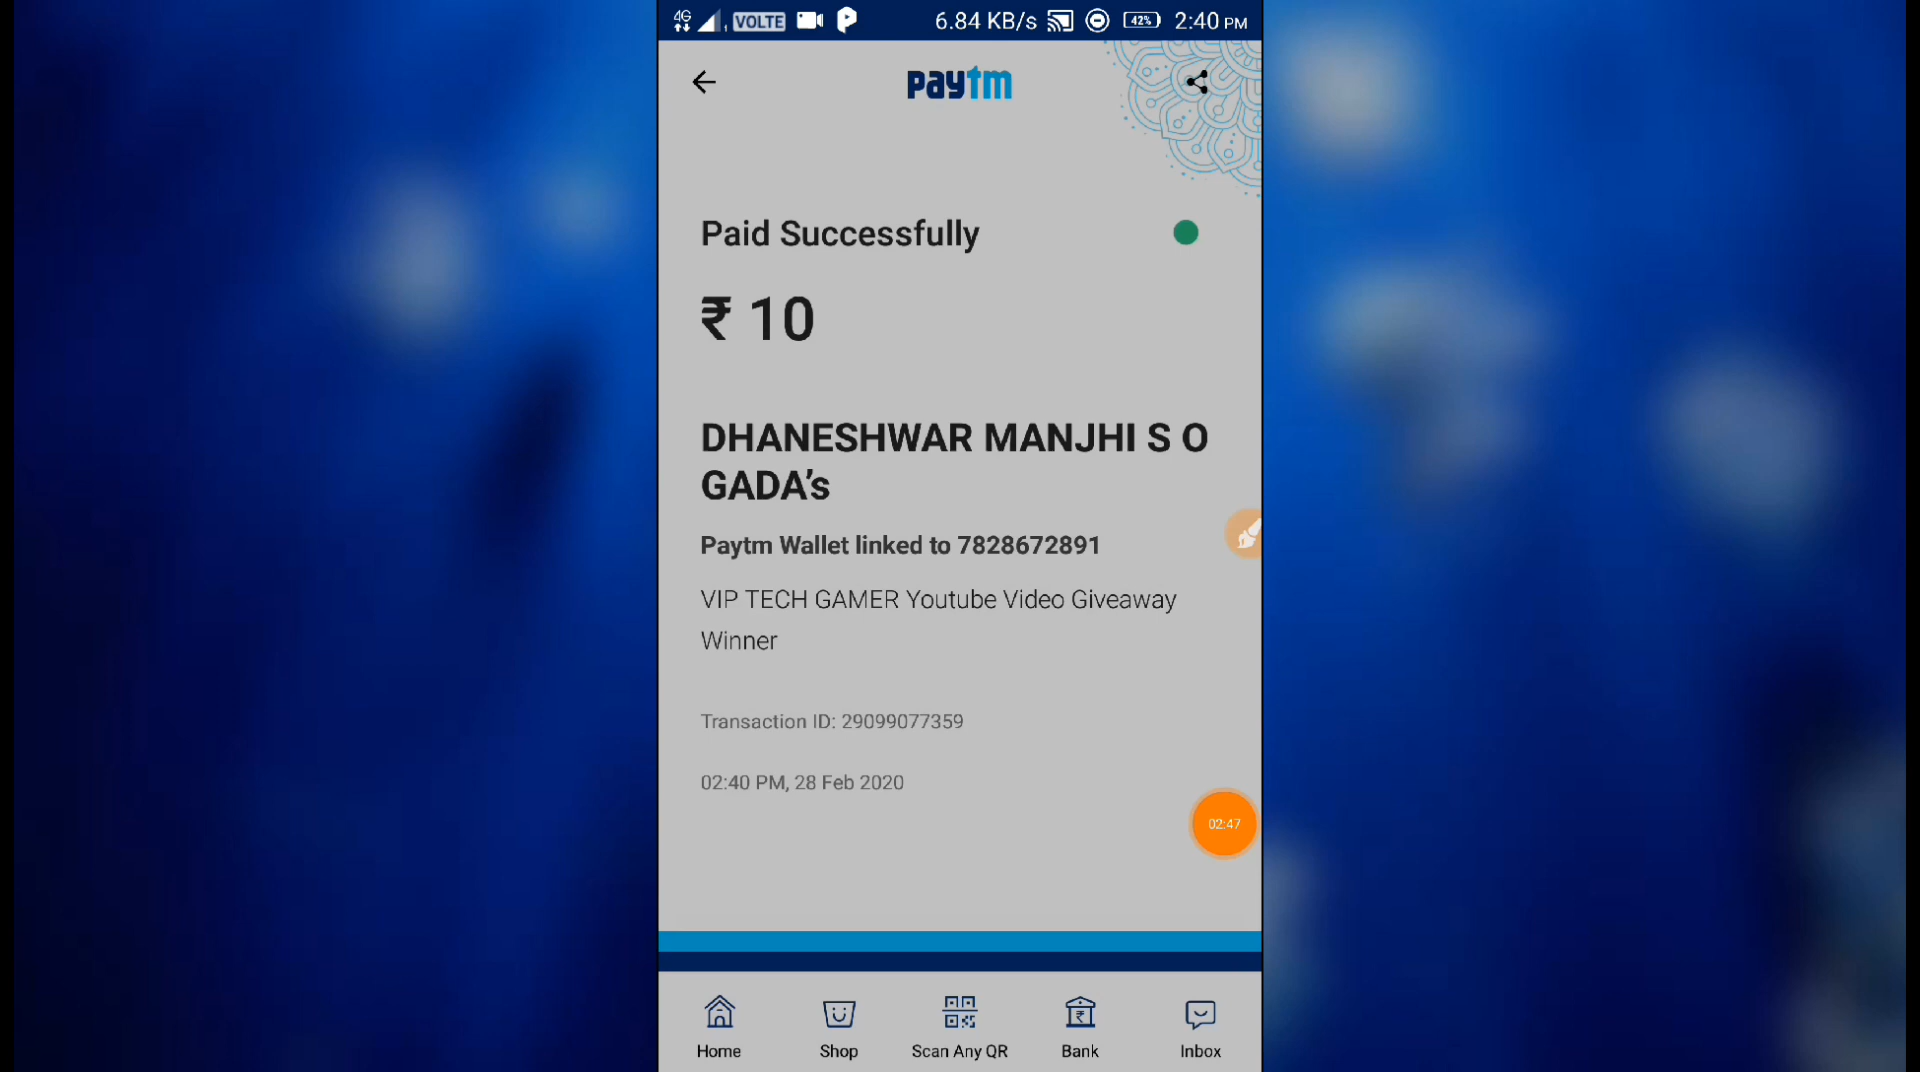 4G VOLTE 6.84 KB/s 42% 2:40 PM
paytm
Paid Successfully
₹ 10
DHANESHWAR MANJHI S O
GADA’s
Paytm Wallet linked to 7828672891
VIP TECH GAMER Youtube Video Giveaway
Winner
Transaction ID: 29099077359
02:40 PM, 28 Feb 2020
02:47
Home Shop Scan Any QR Bank Inbox